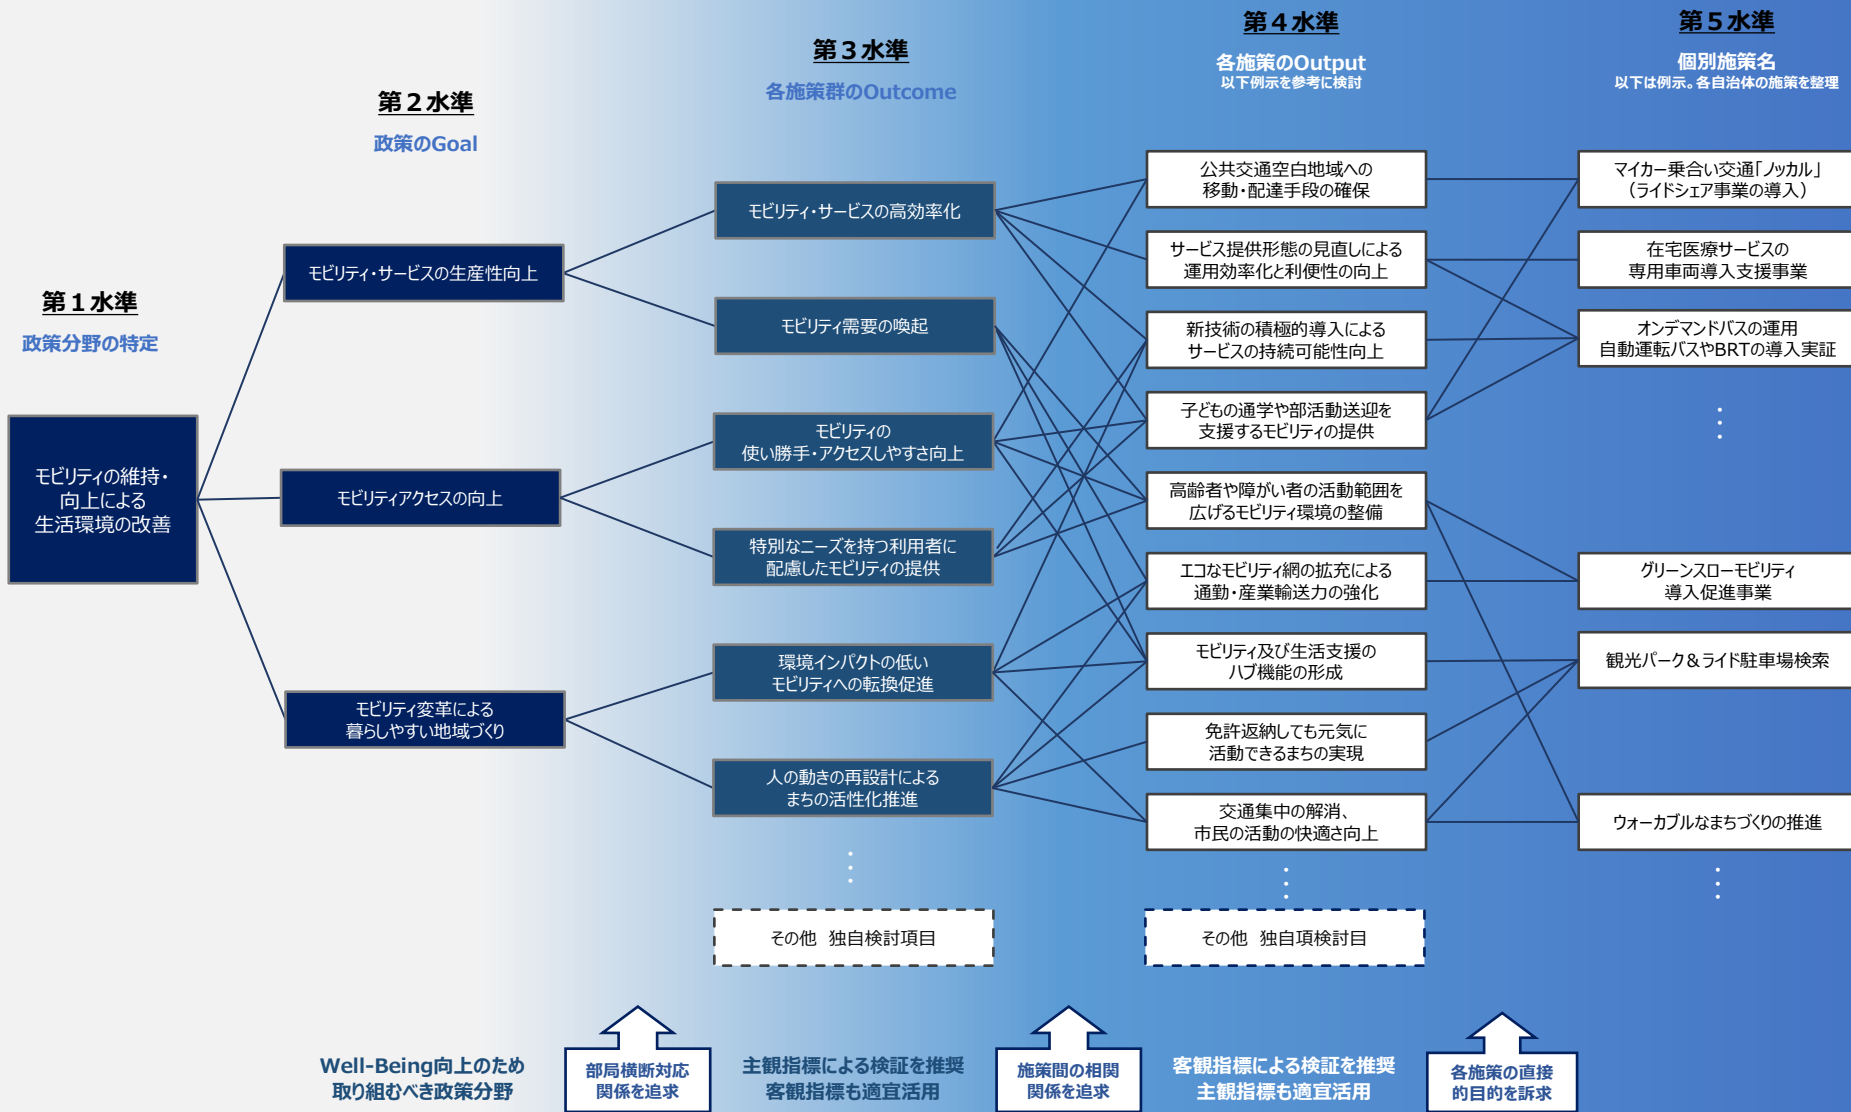 第１水準
政策分野の特定
モビリティの維持・
向上による
生活環境の改善
第２水準
政策のGoal
モビリティ・サービスの生産性向上
モビリティアクセスの向上
モビリティ変革による
暮らしやすい地域づくり
第３水準
各施策群のOutcome
モビリティ・サービスの高効率化
モビリティ需要の喚起
モビリティの
使い勝手・アクセスしやすさ向上
特別なニーズを持つ利用者に
配慮したモビリティの提供
環境インパクトの低い
モビリティへの転換促進
人の動きの再設計による
まちの活性化推進
その他 独自検討項目
第４水準
各施策のOutput
以下例示を参考に検討
公共交通空白地域への
移動・配達手段の確保
サービス提供形態の見直しによる
運用効率化と利便性の向上
新技術の積極的導入による
サービスの持続可能性向上
子どもの通学や部活動送迎を
支援するモビリティの提供
高齢者や障がい者の活動範囲を
広げるモビリティ環境の整備
エコなモビリティ網の拡充による
通勤・産業輸送力の強化
モビリティ及び生活支援の
ハブ機能の形成
免許返納しても元気に
活動できるまちの実現
交通集中の解消、
市民の活動の快適さ向上
その他 独自項検討目
第５水準
個別施策名
以下は例示。各自治体の施策を整理
マイカー乗合い交通「ノッカル」
（ライドシェア事業の導入）
在宅医療サービスの
専用車両導入支援事業
オンデマンドバスの運用
自動運転バスやBRTの導入実証
グリーンスローモビリティ
導入促進事業
観光パーク＆ライド駐車場検索
ウォーカブルなまちづくりの推進
Well-Being向上のため
取り組むべき政策分野
部局横断対応
関係を追求
主観指標による検証を推奨
客観指標も適宜活用
施策間の相関
関係を追求
客観指標による検証を推奨
主観指標も適宜活用
各施策の直接
的目的を訴求